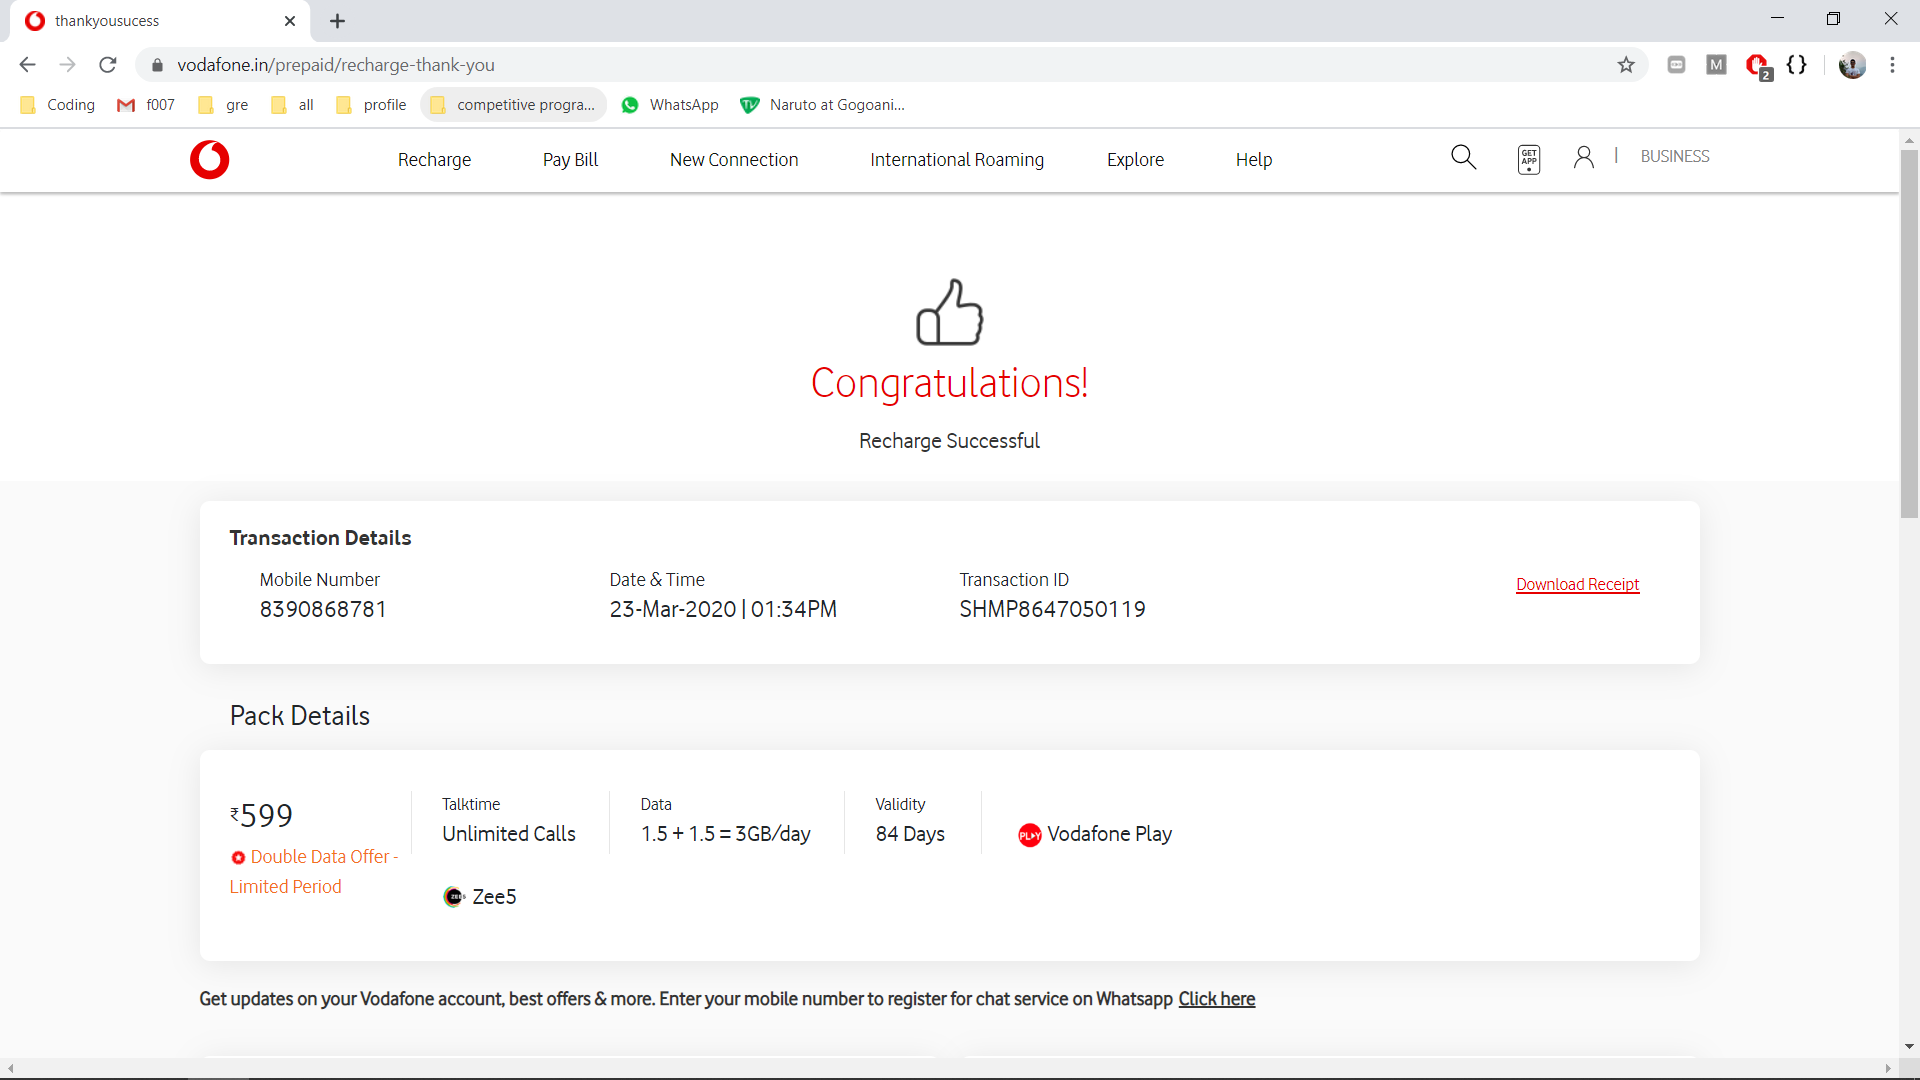 thankyousucess
vodafone.in/prepaid/recharge-thank-you
M
2
{}
Coding
f007
gre
all
profile
competitive progra...
WhatsApp
Naruto at Gogoani...
Recharge
Pay Bill
New Connection
International Roaming
Explore
Help
GET
APP
BUSINESS
Congratulations!
Recharge Successful
Transaction Details
Mobile Number
Date & Time
Transaction ID
Download Receipt
8390868781
23-Mar-2020 | 01:34PM
SHMP8647050119
Pack Details
₹599
Double Data Offer -
Limited Period
Talktime
Unlimited Calls
Data
1.5 + 1.5 = 3GB/day
Validity
84 Days
PLAY
Vodafone Play
ZEE5
Zee5
Get updates on your Vodafone account, best offers & more. Enter your mobile number to register for chat service on Whatsapp Click here